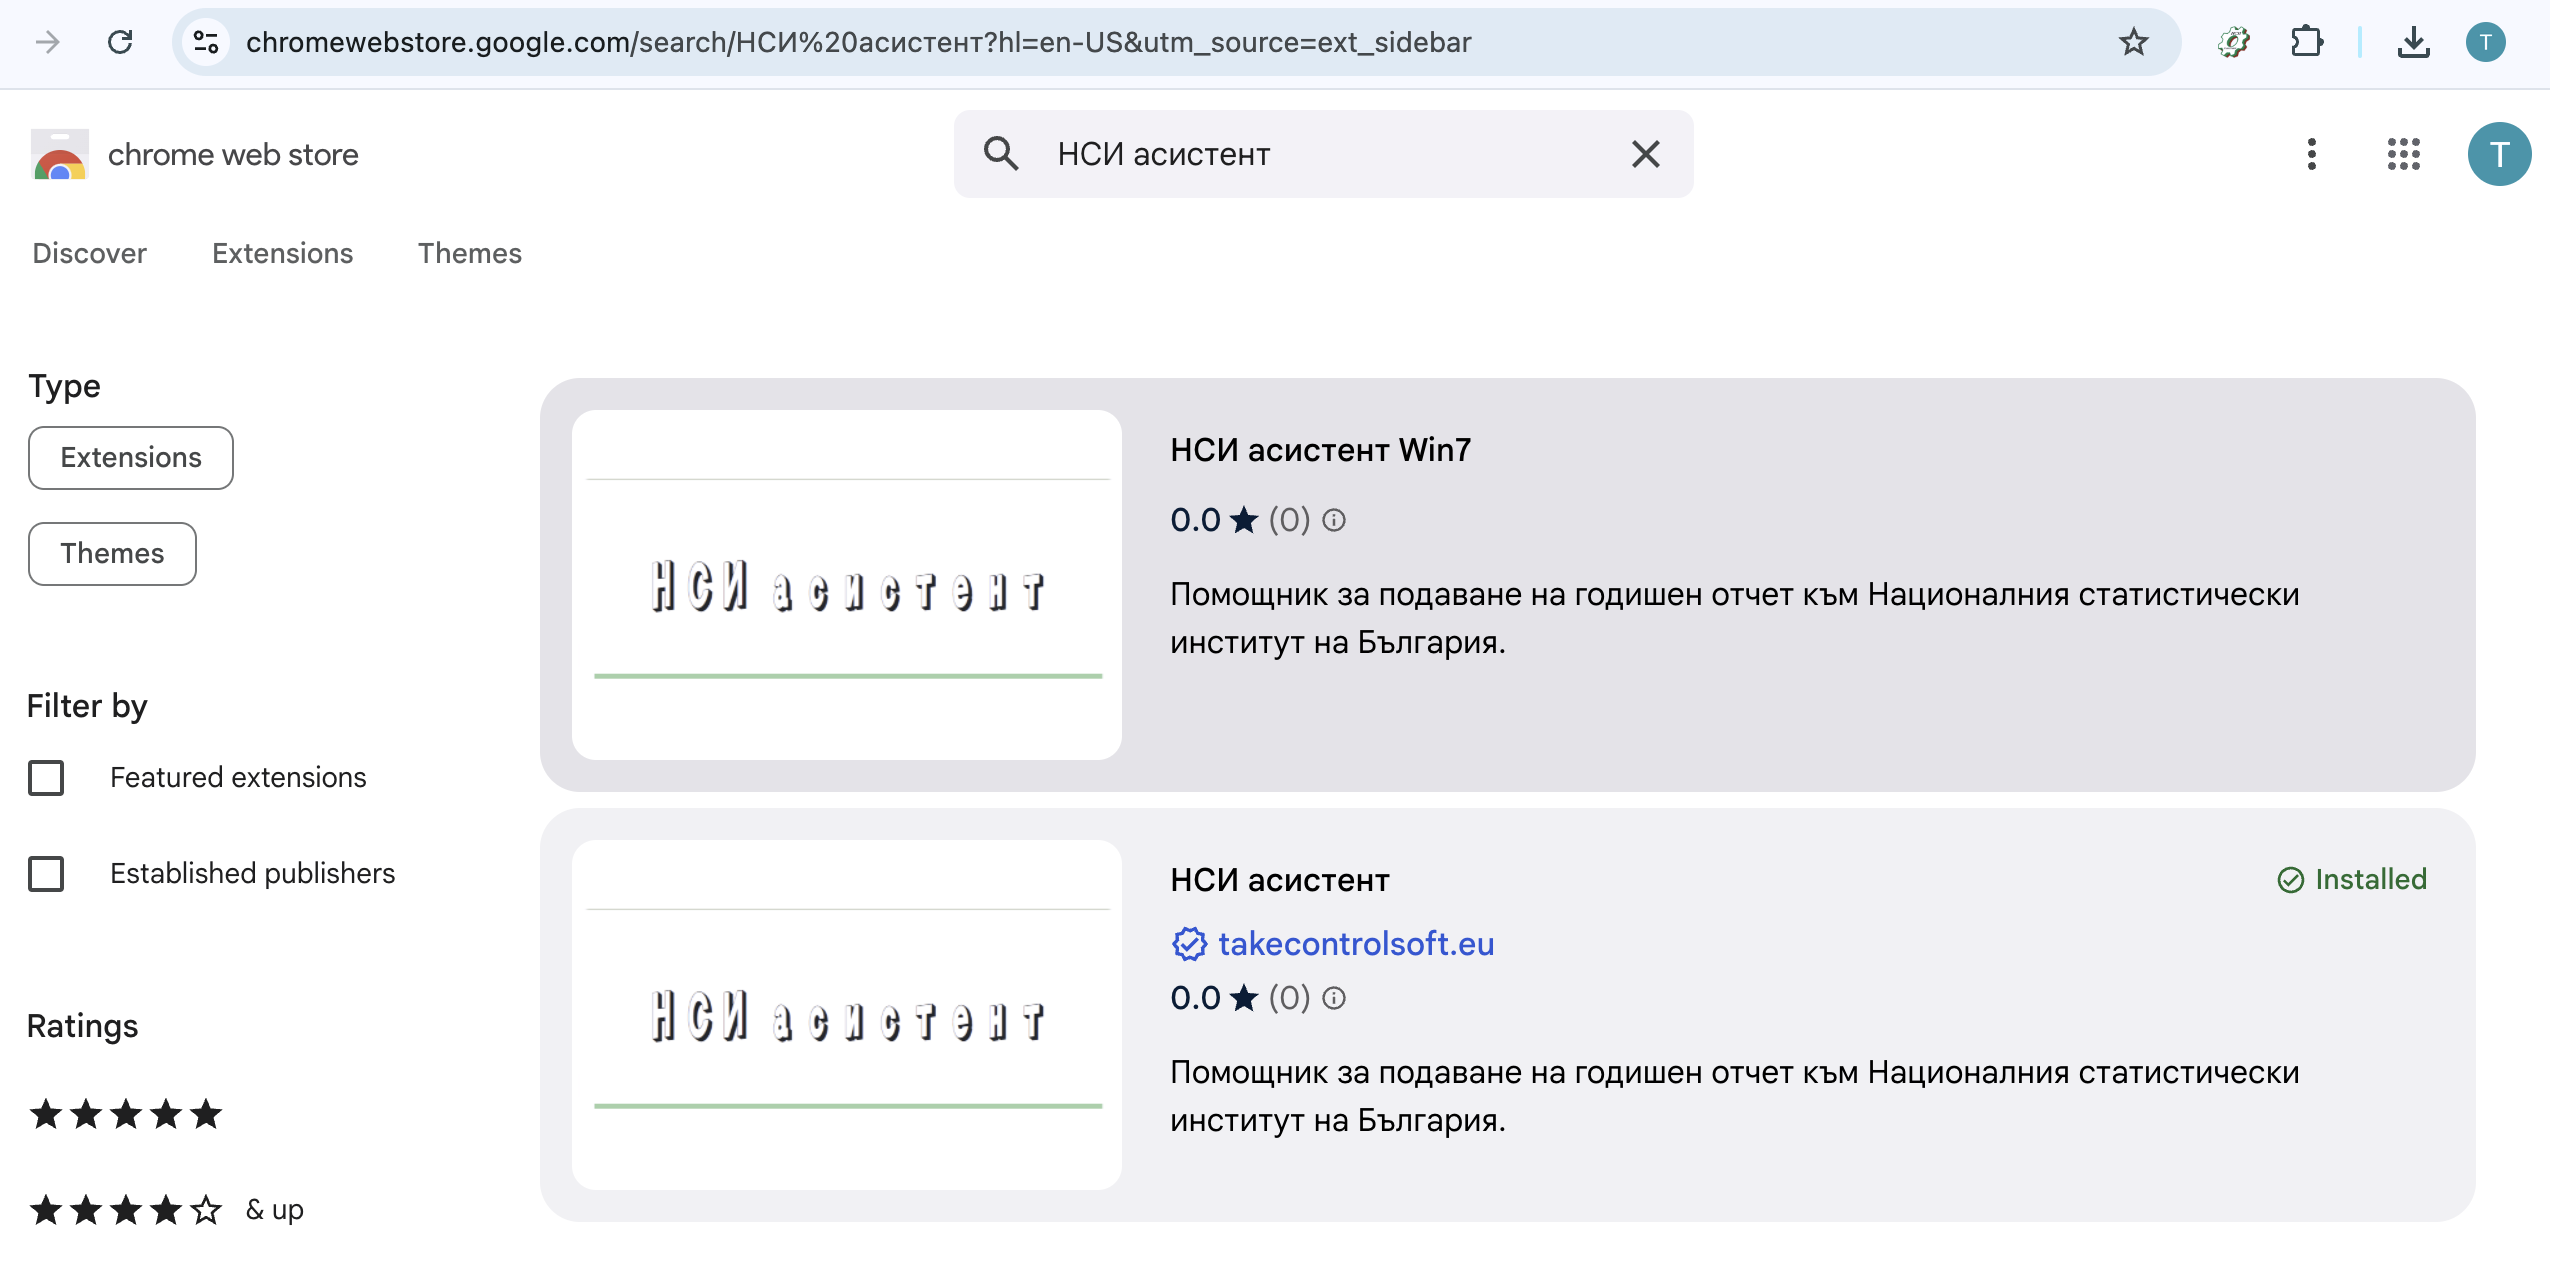 chromewebstore.google.com/search/НСИ%20асистент?hl=en-US&utm_source=ext_sidebar
T
chrome web store
НСИ асистент
T
Discover
Extensions
Themes
Type
Extensions
Themes
Filter by
Featured extensions
Established publishers
Ratings
& up
НСИ асистент
НСИ асистент Win7
0.0 ★ (0)
Помощник за подаване на годишен отчет към Националния статистически
институт на България.
НСИ асистент
НСИ асистент
Installed
takecontrolsoft.eu
0.0 ★ (0)
Помощник за подаване на годишен отчет към Националния статистически
институт на България.